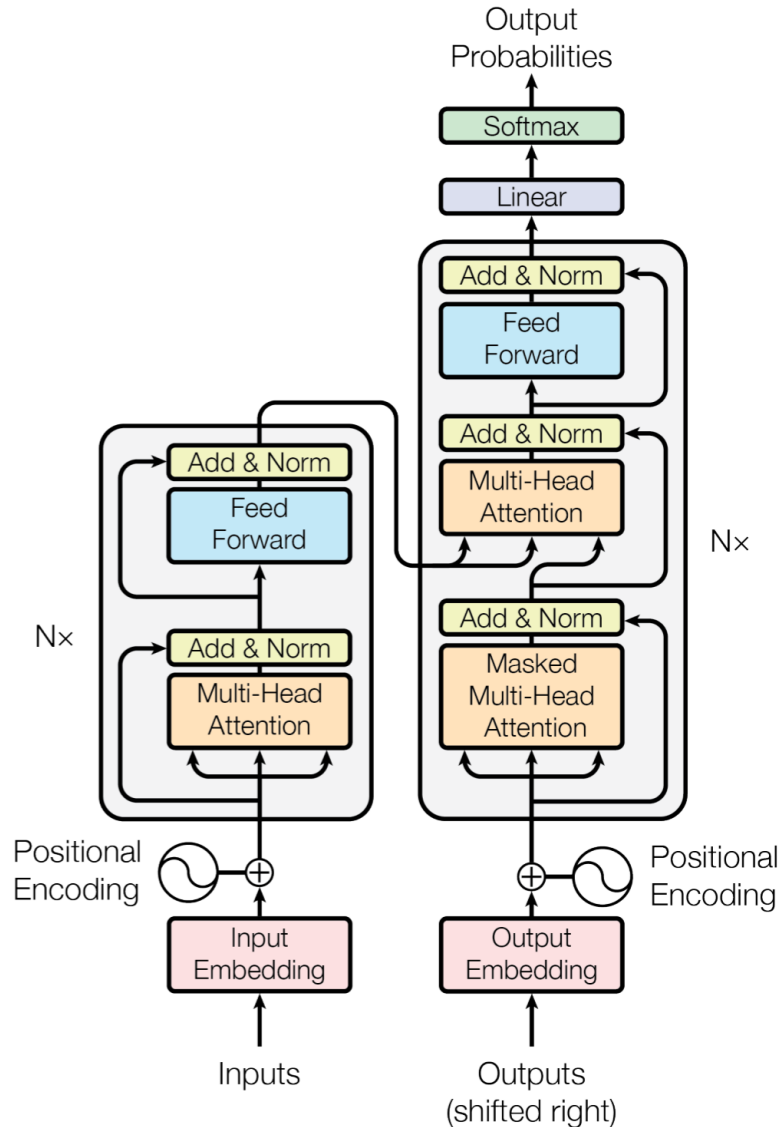 Output
Probabilities
Softmax
Linear
Add & Norm
Feed
Forward
Add & Norm
Multi-Head
Attention
Add & Norm
Masked
Multi-Head
Attention
Nx
Add & Norm
Feed
Forward
Add & Norm
Multi-Head
Attention
Nx
Positional
Encoding
Positional
Encoding
Input
Embedding
Output
Embedding
Inputs
Outputs
(shifted right)